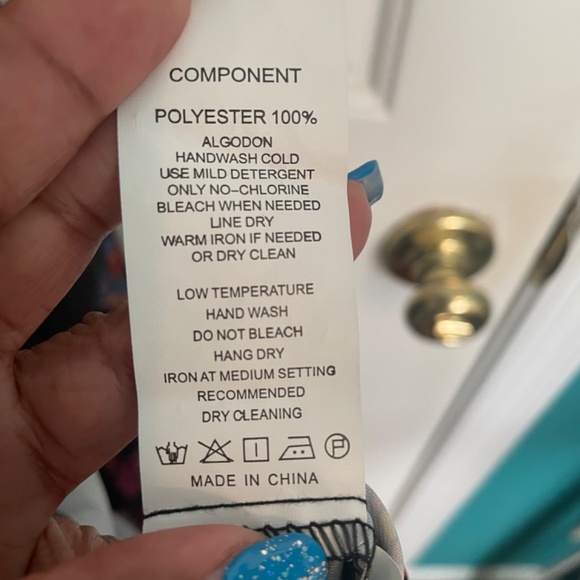 COMPONENT
POLYESTER 100%
ALGODON
HANDWASH COLD
USE MILD DETERGENT
ONLY NO-CHLORINE
BLEACH WHEN NEEDED
LINE DRY
WARM IRON IF NEEDED
OR DRY CLEAN
LOW TEMPERATURE
HAND WASH
DO NOT BLEACH
HANG DRY
IRON AT MEDIUM SETTING
RECOMMENDED
DRY CLEANING
P
MADE IN CHINA